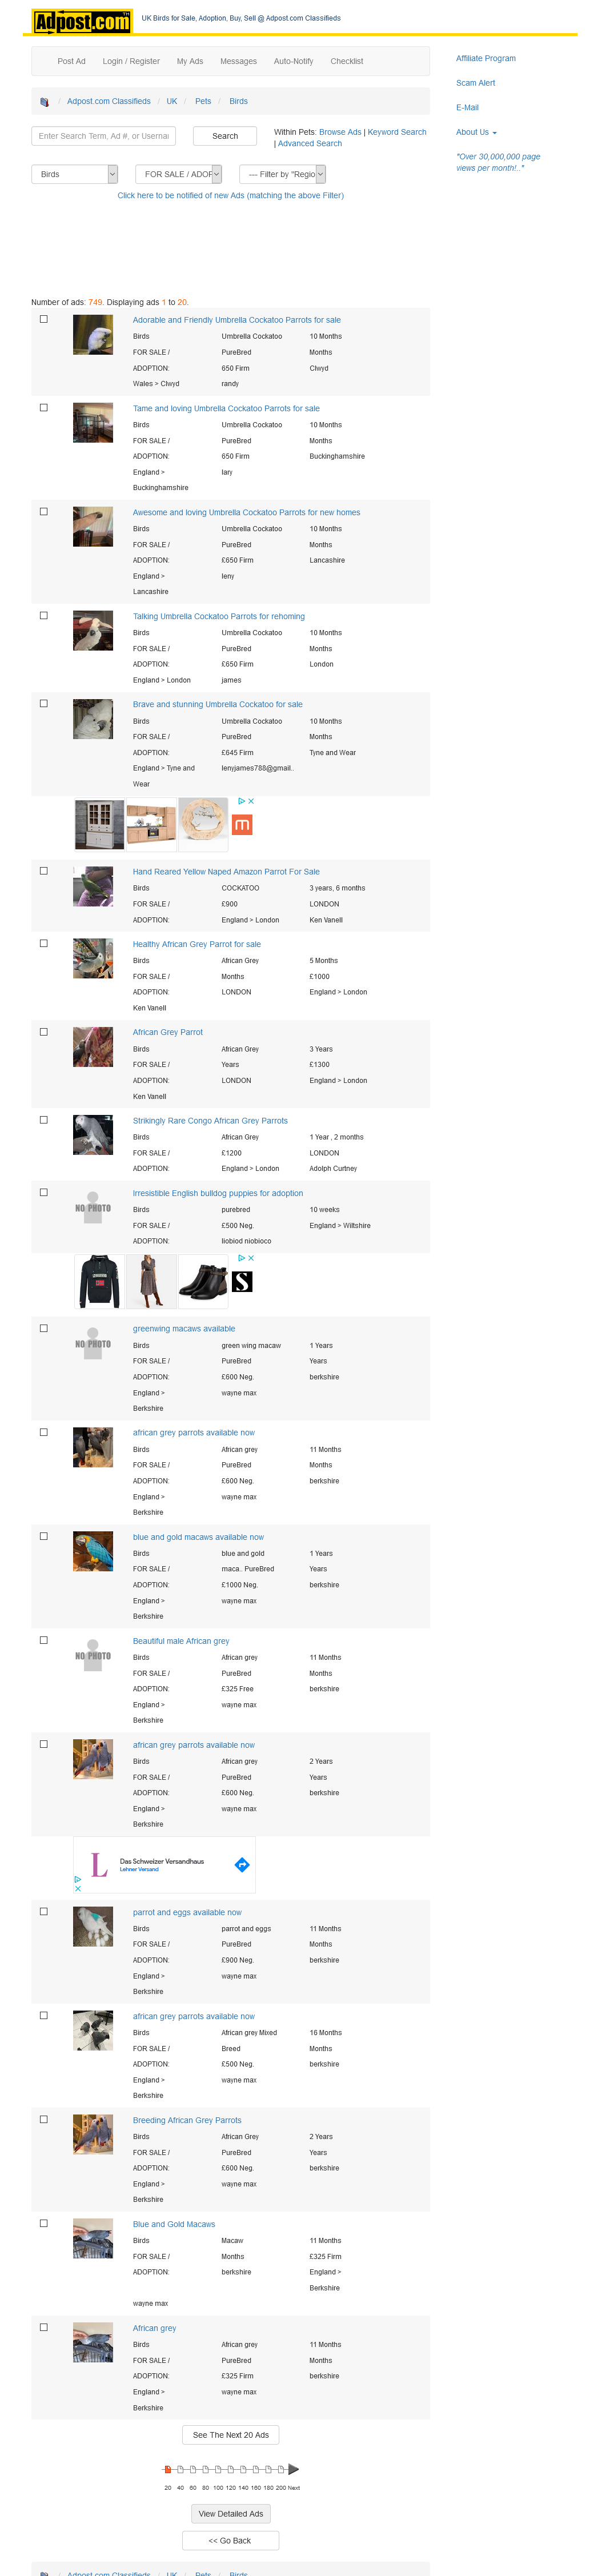 Adpost.com™
UK Birds for Sale, Adoption, Buy, Sell @ Adpost.com Classifieds
Post Ad Login / Register My Ads Messages Auto-Notify Checklist
Affiliate Program
Scam Alert
E-Mail
About Us
"Over 30,000,000 page
views per month!.."
/ Adpost.com Classifieds / UK / Pets / Birds
Enter Search Term, Ad #, or Userna
Search
Within Pets: Browse Ads | Keyword Search
| Advanced Search
Birds
FOR SALE / ADOP
--- Filter by "Regio
Click here to be notified of new Ads (matching the above Filter)
Number of ads: 749. Displaying ads 1 to 20.
Adorable and Friendly Umbrella Cockatoo Parrots for sale
Birds Umbrella Cockatoo 10 Months
FOR SALE / PureBred Months
ADOPTION: 650 Firm Clwyd
Wales > Clwyd randy
Tame and loving Umbrella Cockatoo Parrots for sale
Birds Umbrella Cockatoo 10 Months
FOR SALE / PureBred Months
ADOPTION: 650 Firm Buckinghamshire
England > lary
Buckinghamshire
Awesome and loving Umbrella Cockatoo Parrots for new homes
Birds Umbrella Cockatoo 10 Months
FOR SALE / PureBred Months
ADOPTION: £650 Firm Lancashire
England > leny
Lancashire
Talking Umbrella Cockatoo Parrots for rehoming
Birds Umbrella Cockatoo 10 Months
FOR SALE / PureBred Months
ADOPTION: £650 Firm London
England > London james
Brave and stunning Umbrella Cockatoo for sale
Birds Umbrella Cockatoo 10 Months
FOR SALE / PureBred Months
ADOPTION: £645 Firm Tyne and Wear
England > Tyne and lenyjames788@gmail..
Wear
Hand Reared Yellow Naped Amazon Parrot For Sale
Birds COCKATOO 3 years, 6 months
FOR SALE / £900 LONDON
ADOPTION: England > London Ken Vanell
Healthy African Grey Parrot for sale
Birds African Grey 5 Months
FOR SALE / Months £1000
ADOPTION: LONDON England > London
Ken Vanell
African Grey Parrot
Birds African Grey 3 Years
FOR SALE / Years £1300
ADOPTION: LONDON England > London
Ken Vanell
Strikingly Rare Congo African Grey Parrots
Birds African Grey 1 Year , 2 months
FOR SALE / £1200 LONDON
ADOPTION: England > London Adolph Curtney
Irresistible English bulldog puppies for adoption
NO PHOTO
Birds purebred 10 weeks
FOR SALE / £500 Neg. England > Wiltshire
ADOPTION: liobiod niobioco
greenwing macaws available
NO PHOTO
Birds green wing macaw 1 Years
FOR SALE / PureBred Years
ADOPTION: £600 Neg. berkshire
England > wayne max
Berkshire
african grey parrots available now
Birds African grey 11 Months
FOR SALE / PureBred Months
ADOPTION: £600 Neg. berkshire
England > wayne max
Berkshire
blue and gold macaws available now
Birds blue and gold 1 Years
FOR SALE / maca.. PureBred Years
ADOPTION: £1000 Neg. berkshire
England > wayne max
Berkshire
Beautiful male African grey
NO PHOTO
Birds African grey 11 Months
FOR SALE / PureBred Months
ADOPTION: £325 Free berkshire
England > wayne max
Berkshire
african grey parrots available now
Birds African grey 2 Years
FOR SALE / PureBred Years
ADOPTION: £600 Neg. berkshire
England > wayne max
Berkshire
L
Das Schweizer Versandhaus
Lehner Versand
parrot and eggs available now
Birds parrot and eggs 11 Months
FOR SALE / PureBred Months
ADOPTION: £900 Neg. berkshire
England > wayne max
Berkshire
african grey parrots available now
Birds African grey Mixed 16 Months
FOR SALE / Breed Months
ADOPTION: £500 Neg. berkshire
England > wayne max
Berkshire
Breeding African Grey Parrots
Birds African Grey 2 Years
FOR SALE / PureBred Years
ADOPTION: £600 Neg. berkshire
England > wayne max
Berkshire
Blue and Gold Macaws
Birds Macaw 11 Months
FOR SALE / Months £325 Firm
ADOPTION: berkshire England >
Berkshire
wayne max
African grey
Birds African grey 11 Months
FOR SALE / PureBred Months
ADOPTION: £325 Firm berkshire
England > wayne max
Berkshire
See The Next 20 Ads
20 40 60 80 100 120 140 160 180 200 Next
View Detailed Ads
<< Go Back
/ Adpost.com Classifieds / UK / Pets / Birds